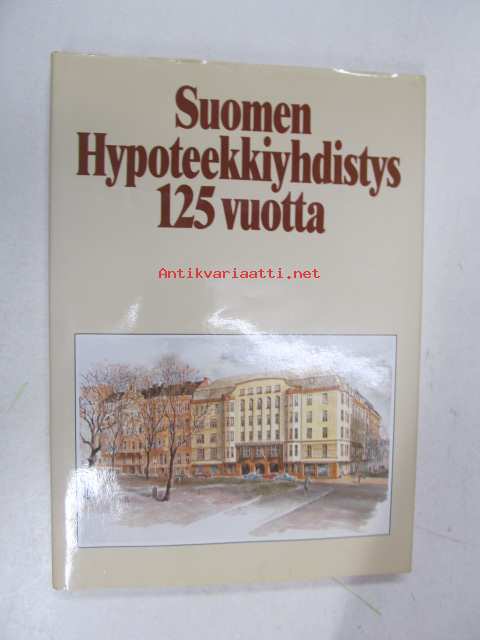 Suomen
Hypoteekkiyhdistys
125 vuotta
Antikvariaatti.net